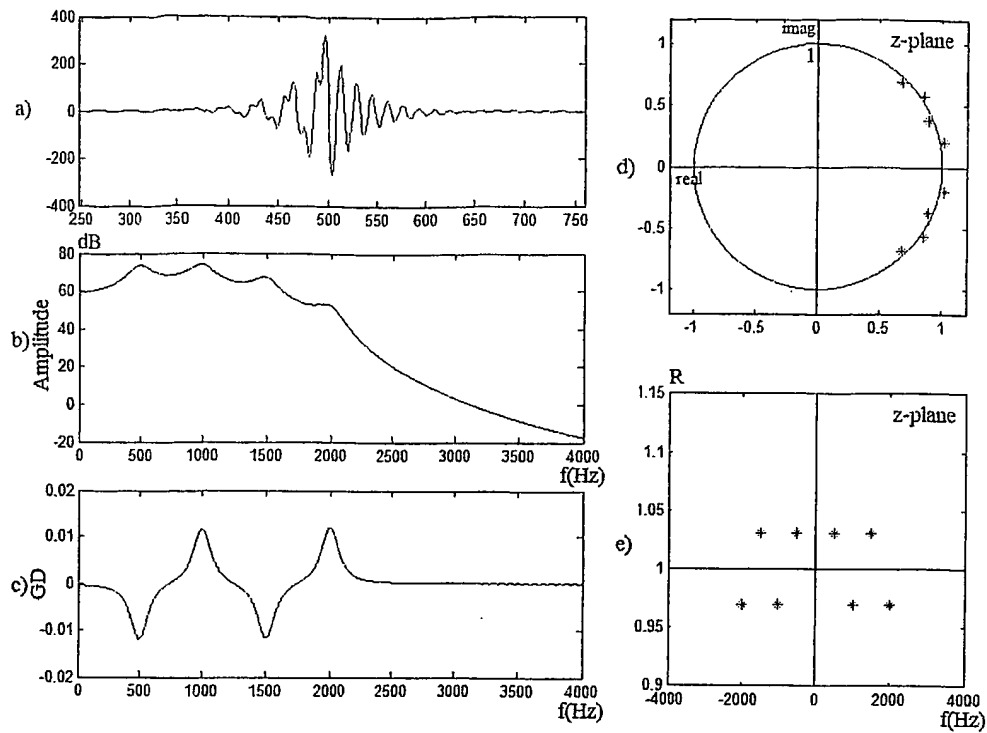 a)
400
200
0
-200
-400
250 300 350 400 450 500 550 600 650 700 750
dB
b)
Amplitude
80
60
40
20
0
-20
0 500 1000 1500 2000 2500 3000 3500 4000
f(Hz)
c)
GD
0.02
0.01
0
-0.01
-0.02
0 500 1000 1500 2000 2500 3000 3500 4000
f(Hz)
d)
imag
z-plane
1
real
1
0.5
0
-0.5
-1
-1 -0.5 0 0.5 1
e)
R
z-plane
1.15
1.1
1.05
1
0.95
0.9
-4000 -2000 0 2000 4000
f(Hz)